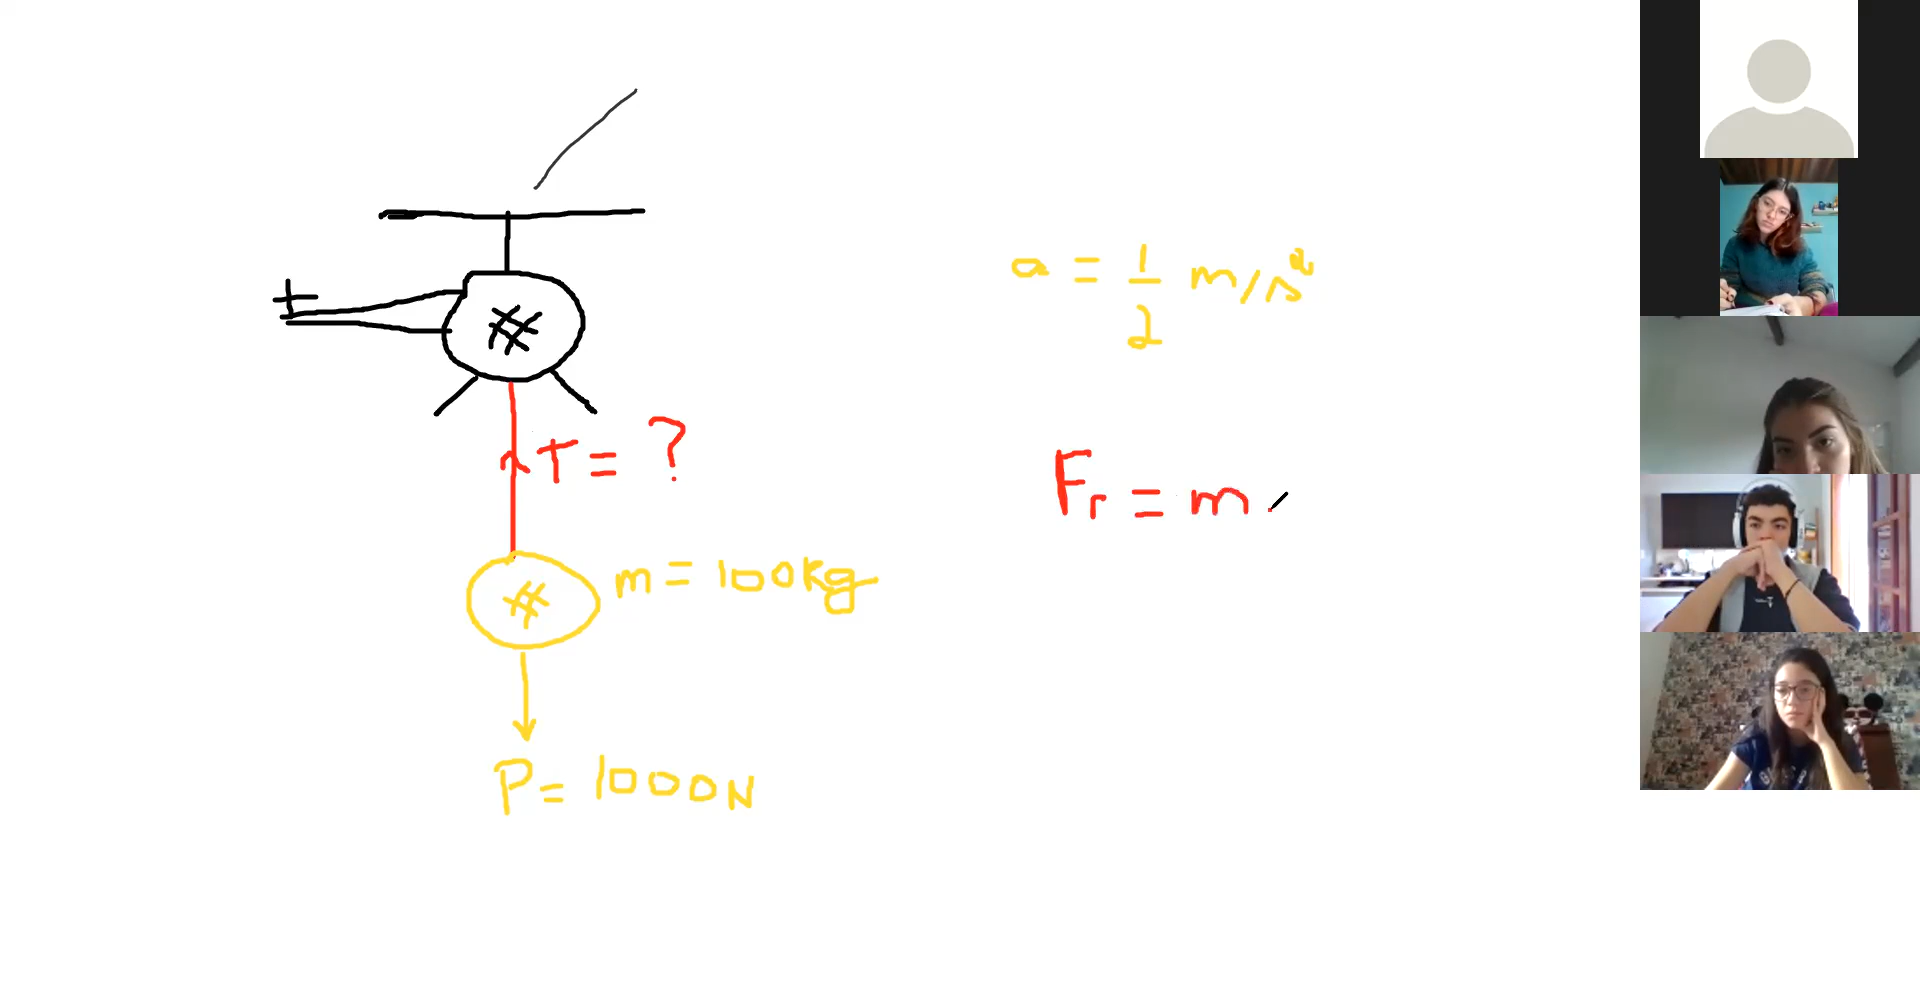 a = 1/2 m/s²
T = ?
Fr = m .
m = 100kg
P = 1000N